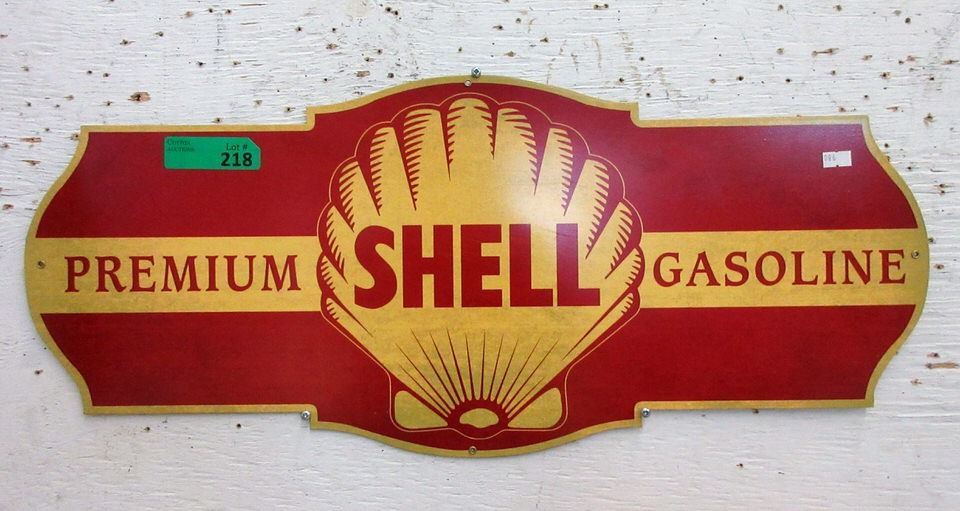 Lot #
218
PREMIUM SHELL GASOLINE